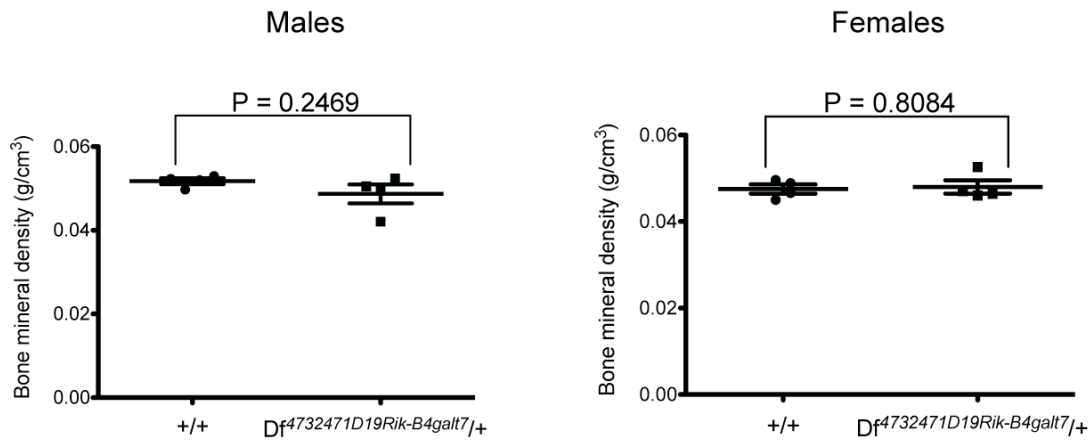 Males
P = 0.2469
Bone mineral density (g/cm³)
0.06
0.04
0.02
0.00
+/+
Df⁴⁷³²⁴⁷¹ᴰ¹⁹ᴿⁱᵏ⁻ᴮ⁴ᵍᵃˡᵗ⁷/+
Females
P = 0.8084
Bone mineral density (g/cm³)
0.06
0.04
0.02
0.00
+/+
Df⁴⁷³²⁴⁷¹ᴰ¹⁹ᴿⁱᵏ⁻ᴮ⁴ᵍᵃˡᵗ⁷/+